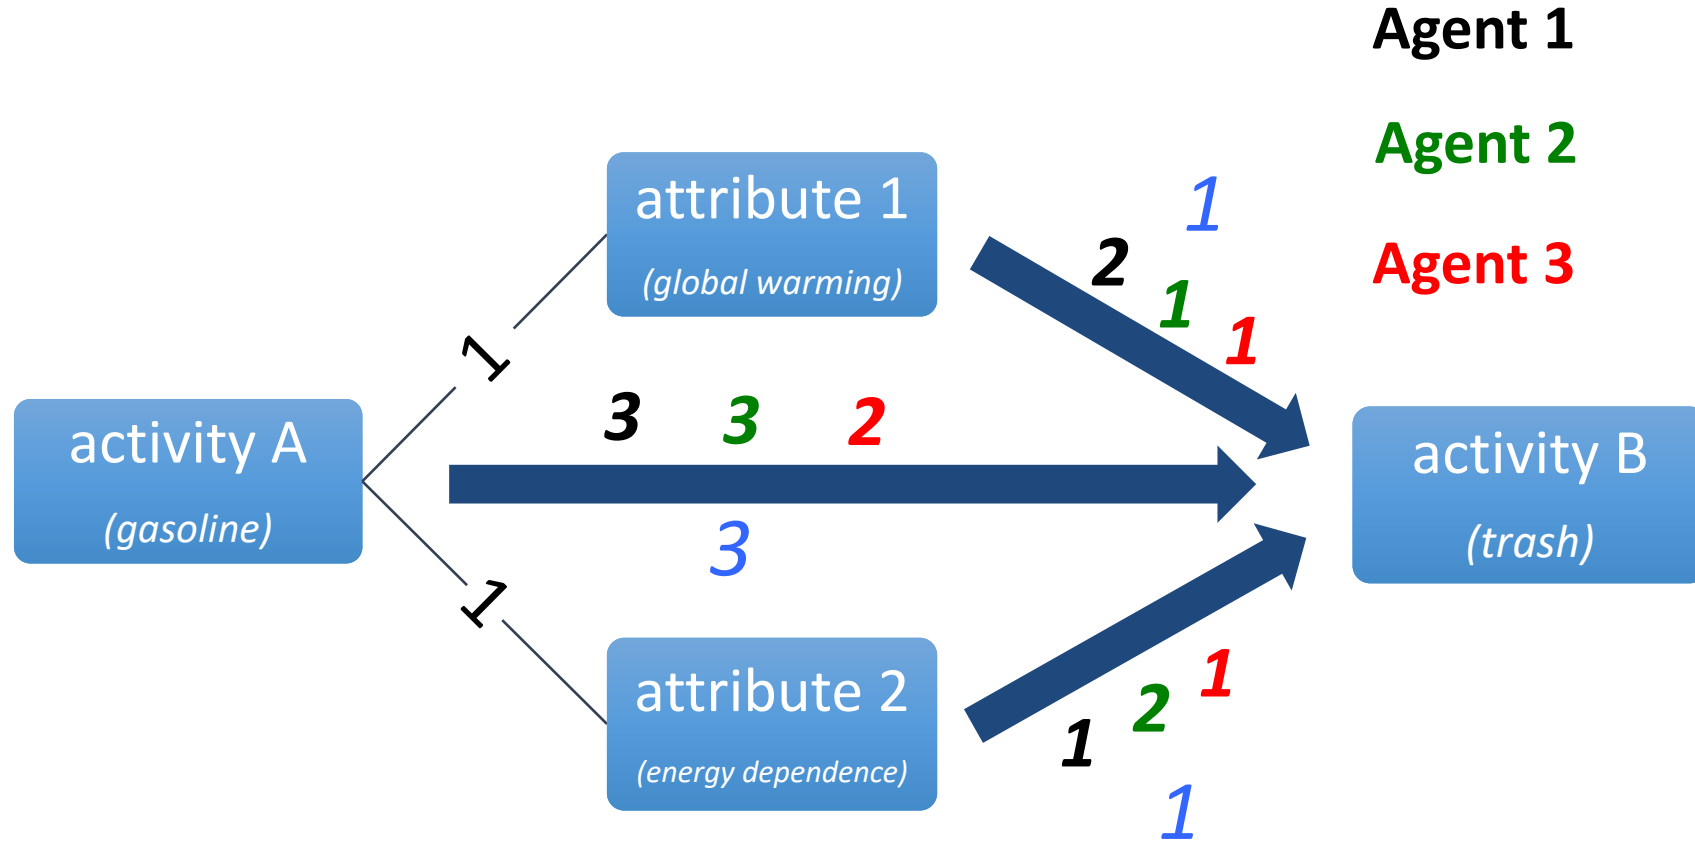 Agent 1
Agent 2
Agent 3
attribute 1
(global warming)
1
2
1
1
1
3 3 2
activity A
(gasoline)
activity B
(trash)
3
1
attribute 2
(energy dependence)
1
2
1
1